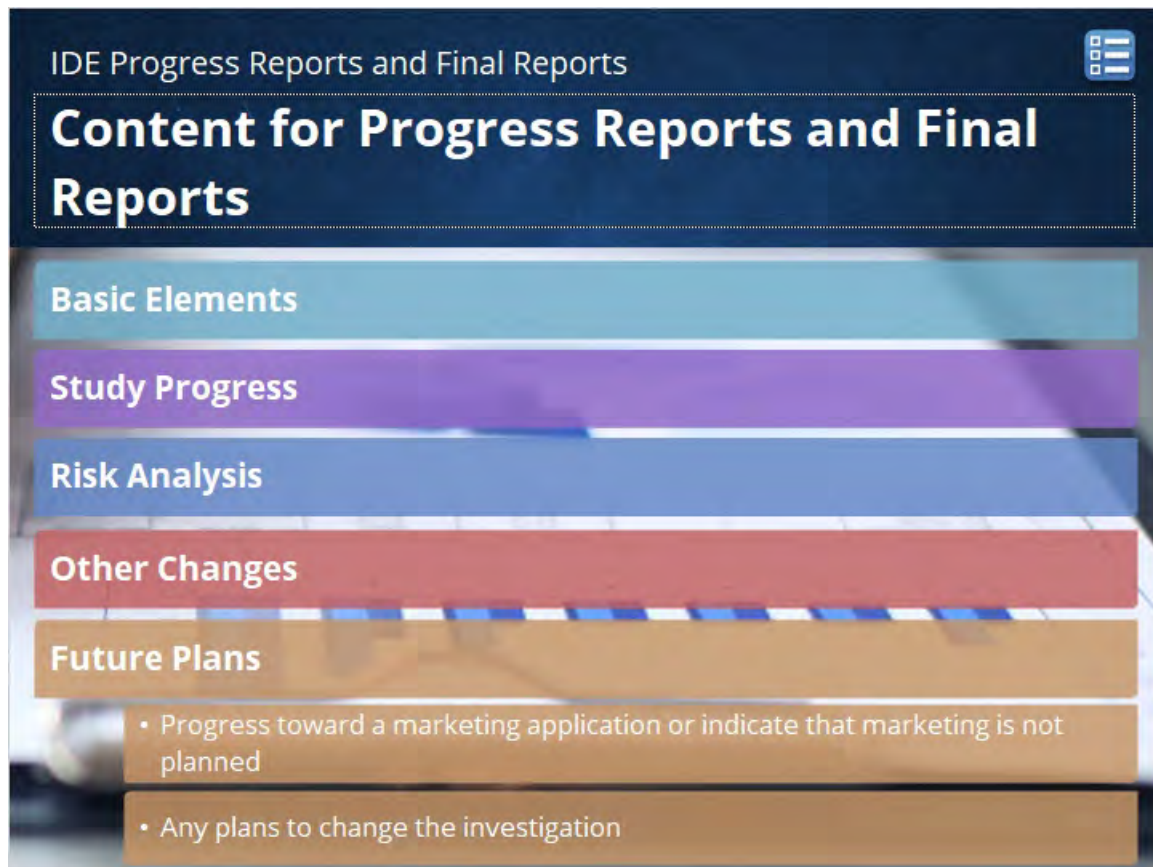 IDE Progress Reports and Final Reports
Content for Progress Reports and Final
Reports
Basic Elements
Study Progress
Risk Analysis
Other Changes
Future Plans
• Progress toward a marketing application or indicate that marketing is not
planned
• Any plans to change the investigation